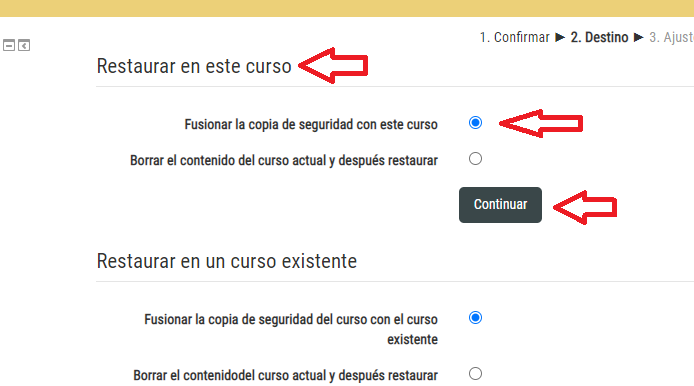 1. Confirmar ► 2. Destino ► 3. Ajust
Restaurar en este curso
Fusionar la copia de seguridad con este curso
Borrar el contenido del curso actual y después restaurar
Continuar
Restaurar en un curso existente
Fusionar la copia de seguridad del curso con el curso
existente
Borrar el contenidodel curso actual y después restaurar